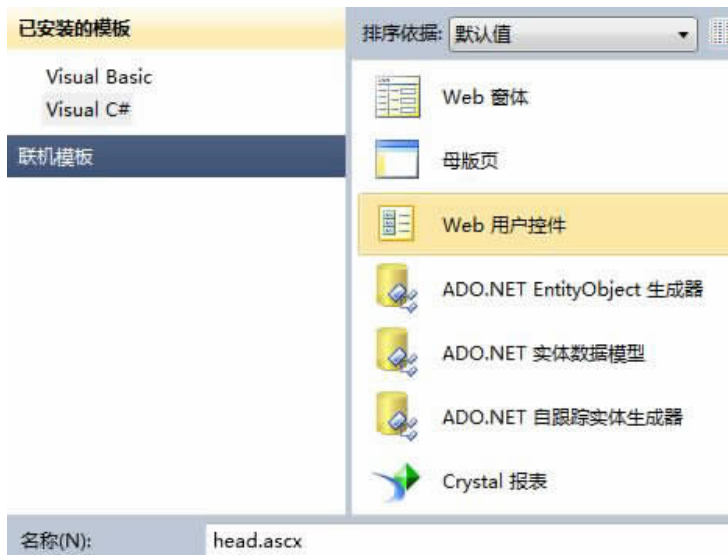 已安装的模板
Visual Basic
Visual C#
联机模板
排序依据: 默认值
Web 窗体
母版页
Web 用户控件
ADO.NET EntityObject 生成器
ADO.NET 实体数据模型
ADO.NET 自跟踪实体生成器
Crystal 报表
名称(N): head.ascx